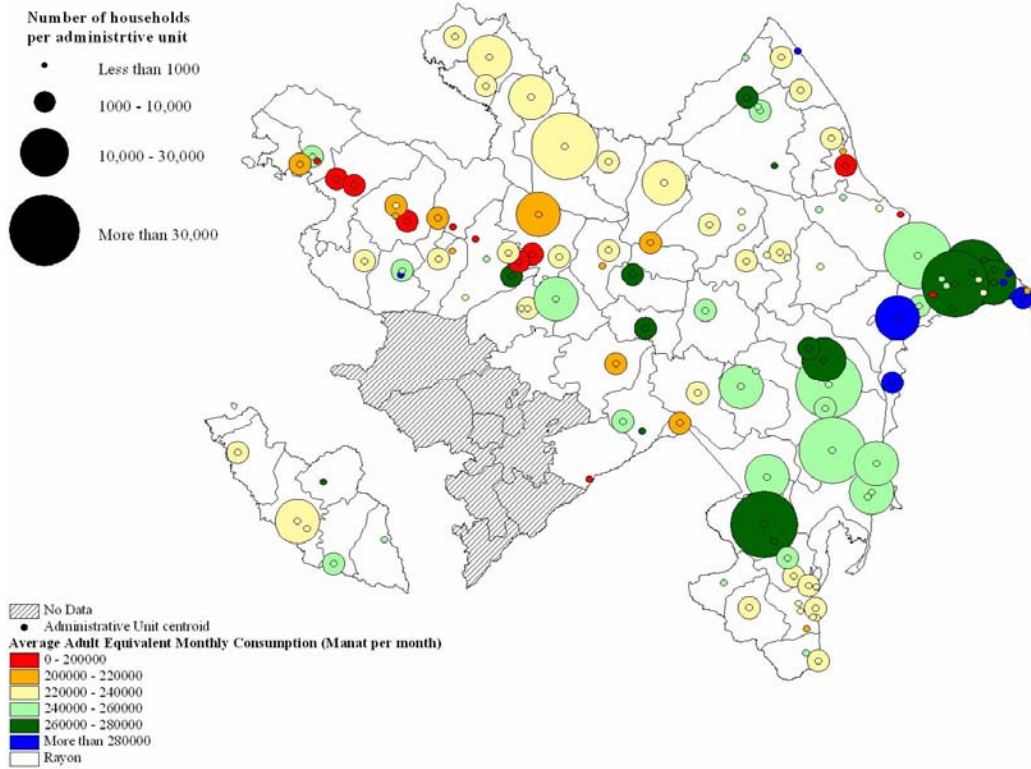 Number of households
per administrtive unit
Less than 1000
1000 - 10,000
10,000 - 30,000
More than 30,000
No Data
Administrative Unit centroid
Average Adult Equivalent Monthly Consumption (Manat per month)
0 - 200000
200000 - 220000
220000 - 240000
240000 - 260000
260000 - 280000
More than 280000
Rayon